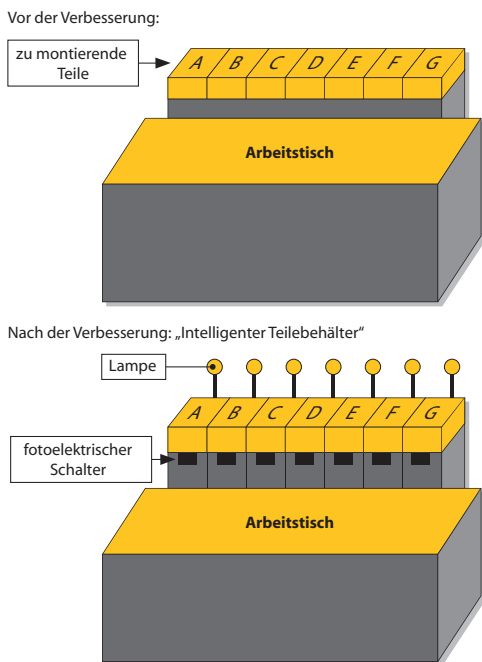 Vor der Verbesserung:
zu montierende
Teile
A B C D E F G
Arbeitstisch
Nach der Verbesserung: „Intelligenter Teilebehälter“
Lampe
A B C D E F G
fotoelektrischer
Schalter
Arbeitstisch